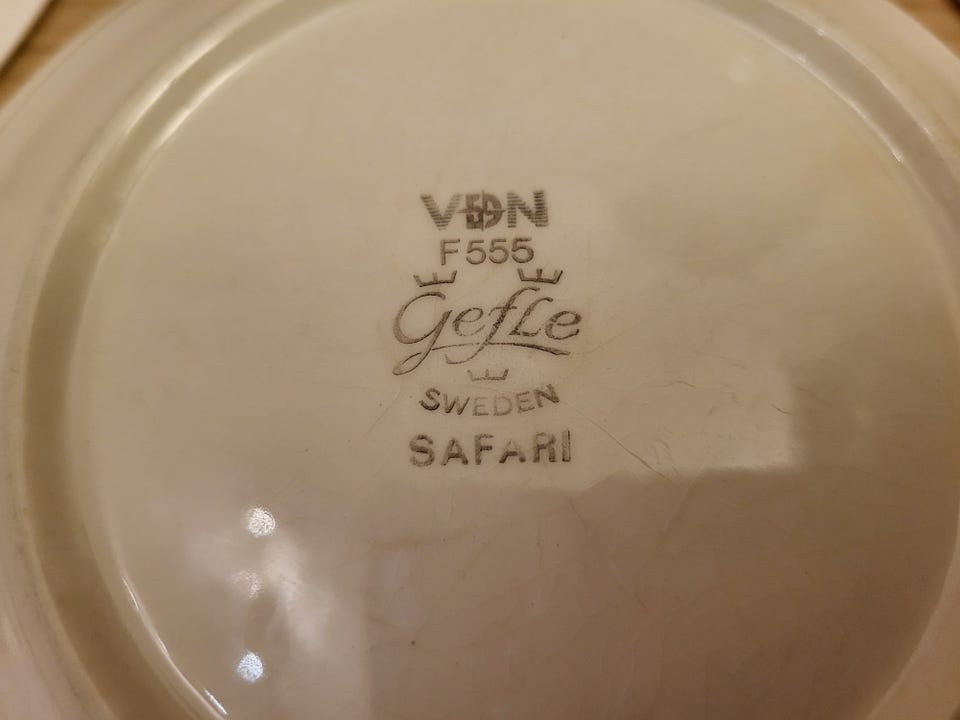 VDN
F555
Gefle
SWEDEN
SAFARI